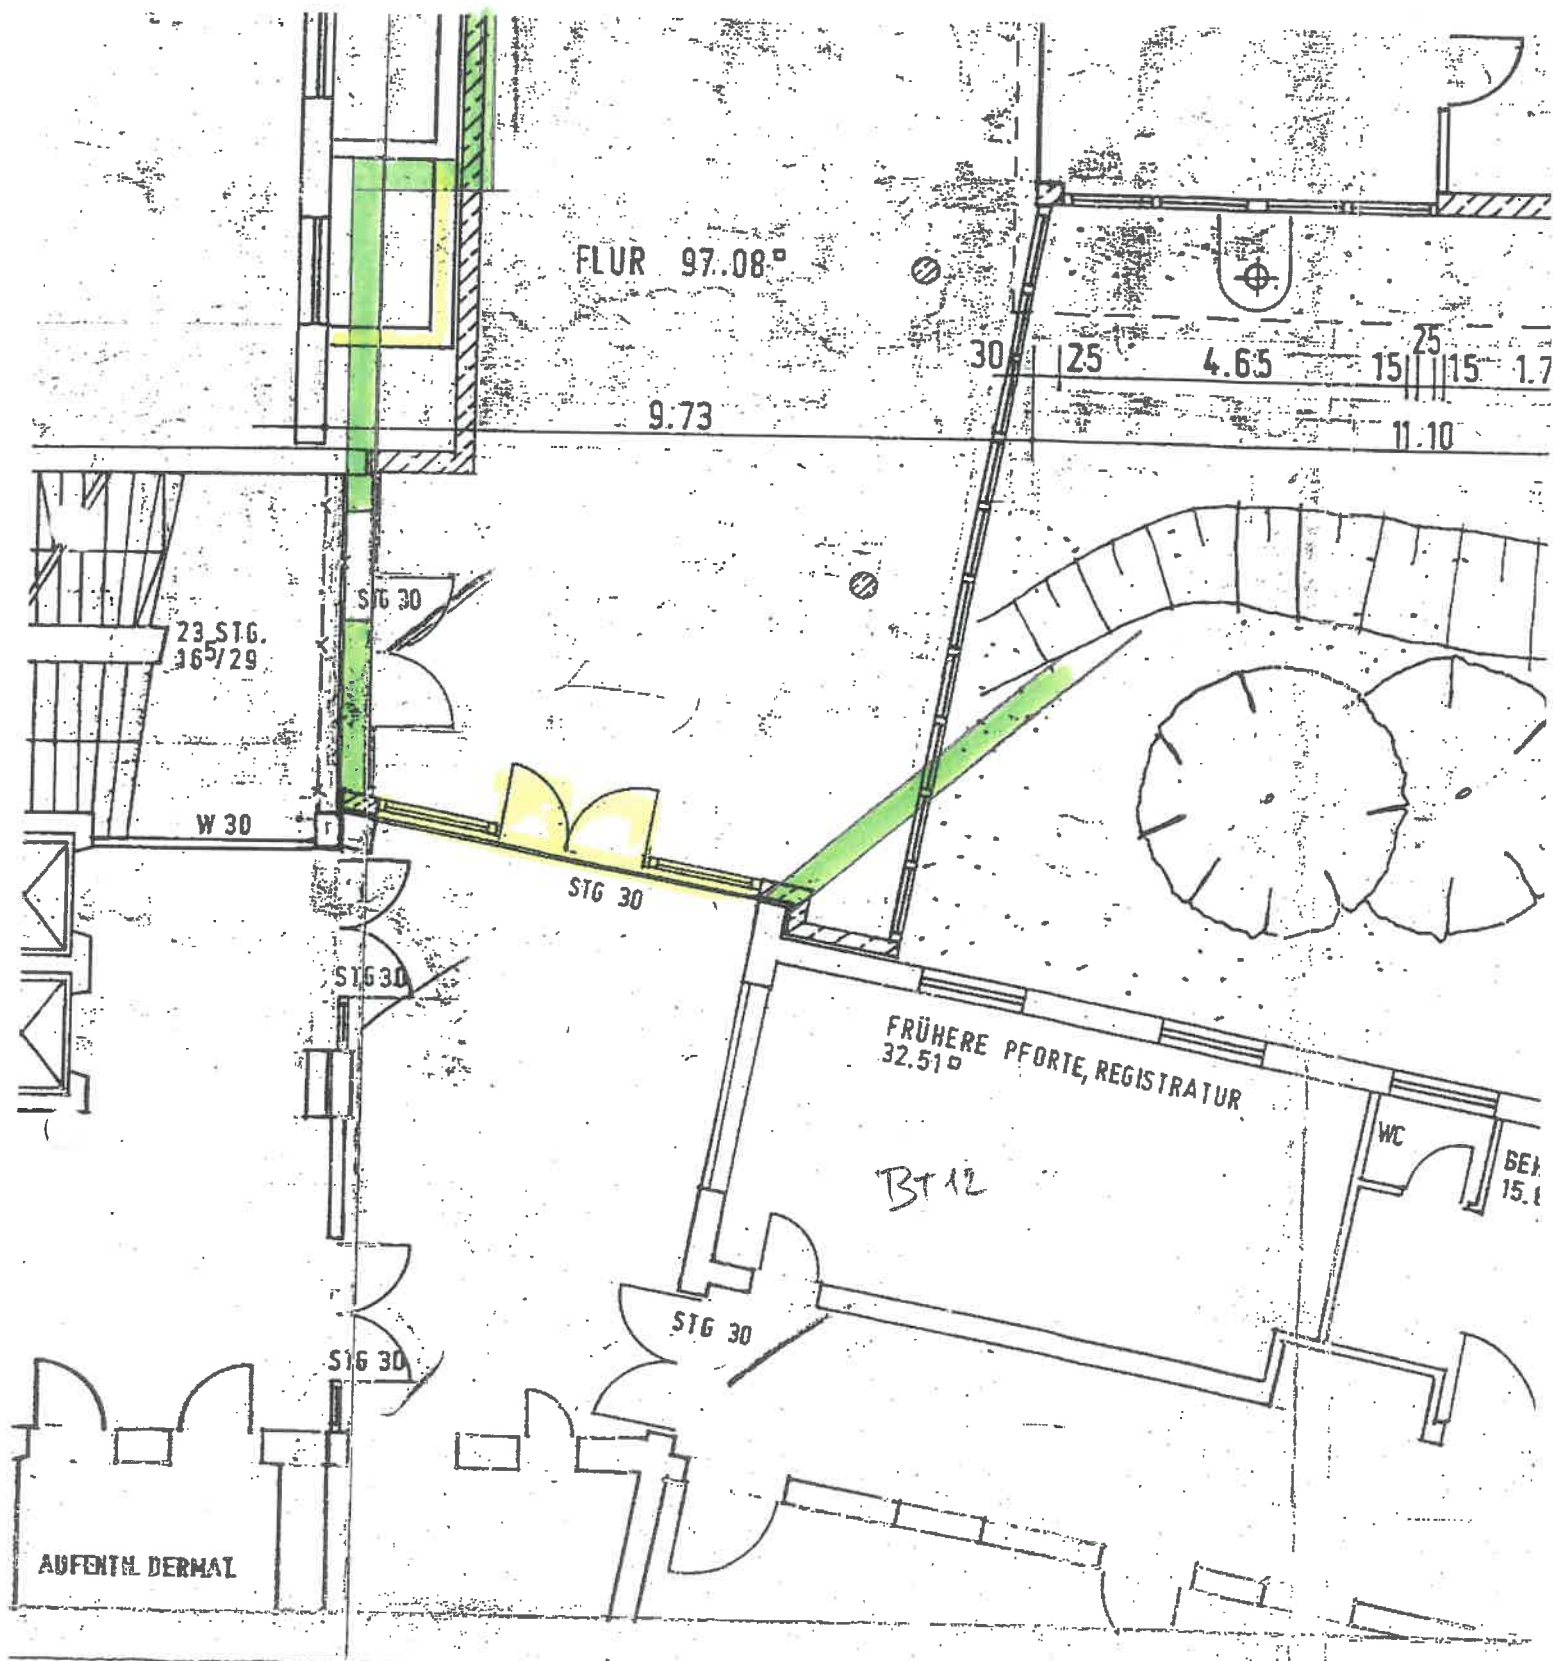 FLUR 97.08
30
25
4.65
15
25
15
1.7
9.73
11.10
STG 30
23 STG.
16⁵/29
W 30
STG 30
STG 30
FRÜHERE PFORTE, REGISTRATUR
32.51
WC
BT 12
STG 30
STG 30
AUFENTH. DERMAT.